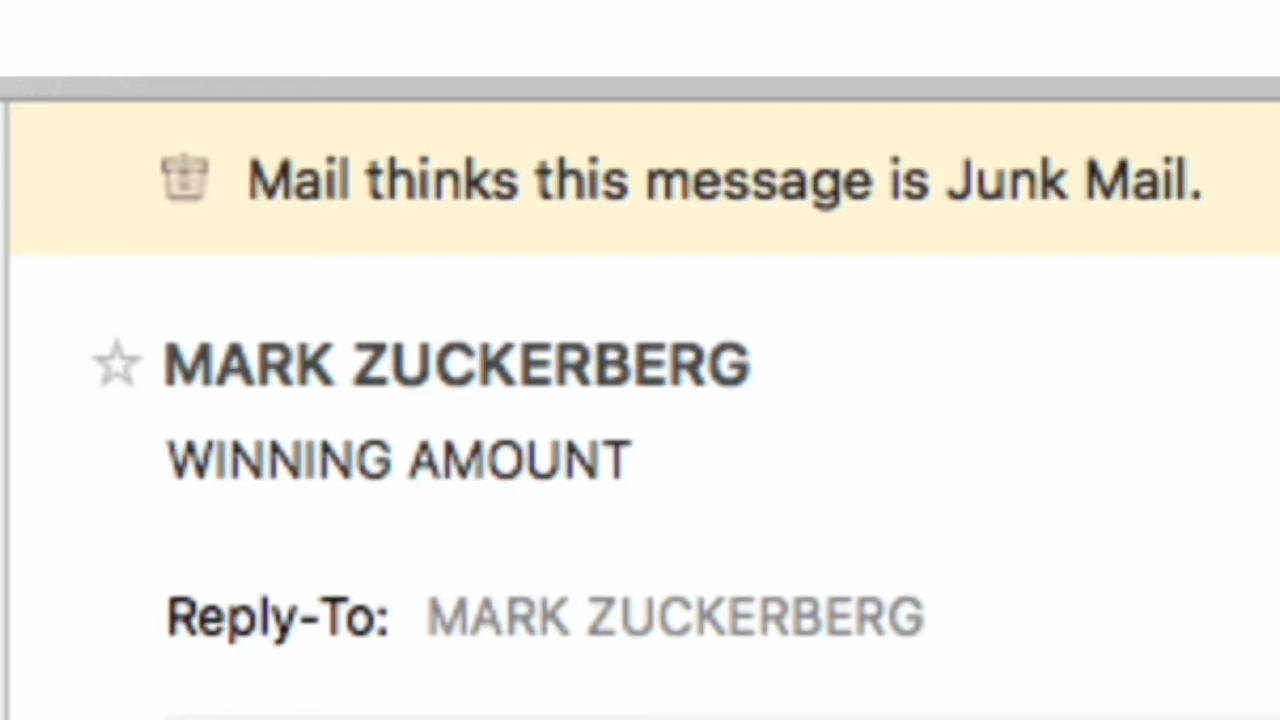 Mail thinks this message is Junk Mail.
MARK ZUCKERBERG
WINNING AMOUNT
Reply-To: MARK ZUCKERBERG